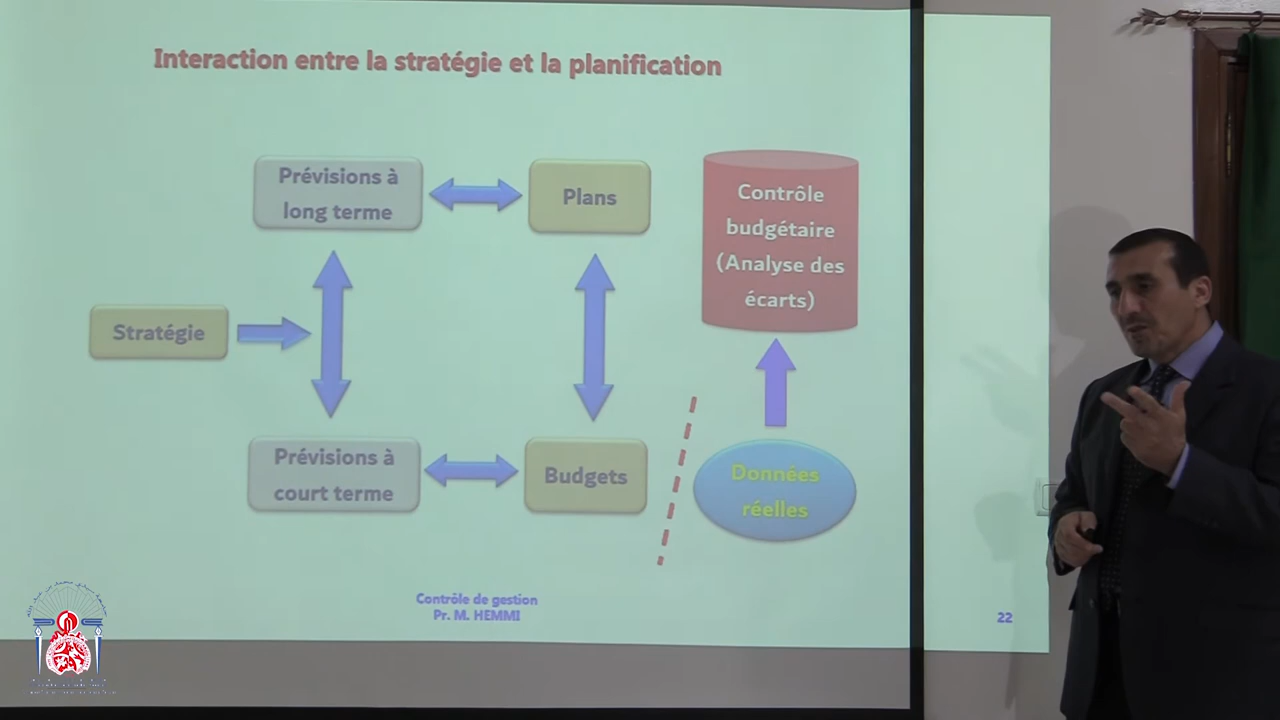 Interaction entre la stratégie et la planification
Prévisions à
long terme
Plans
Contrôle
budgétaire
(Analyse des
écarts)
Stratégie
Prévisions à
court terme
Budgets
Données
réelles
Contrôle de gestion
Pr. M. HEMMI
22